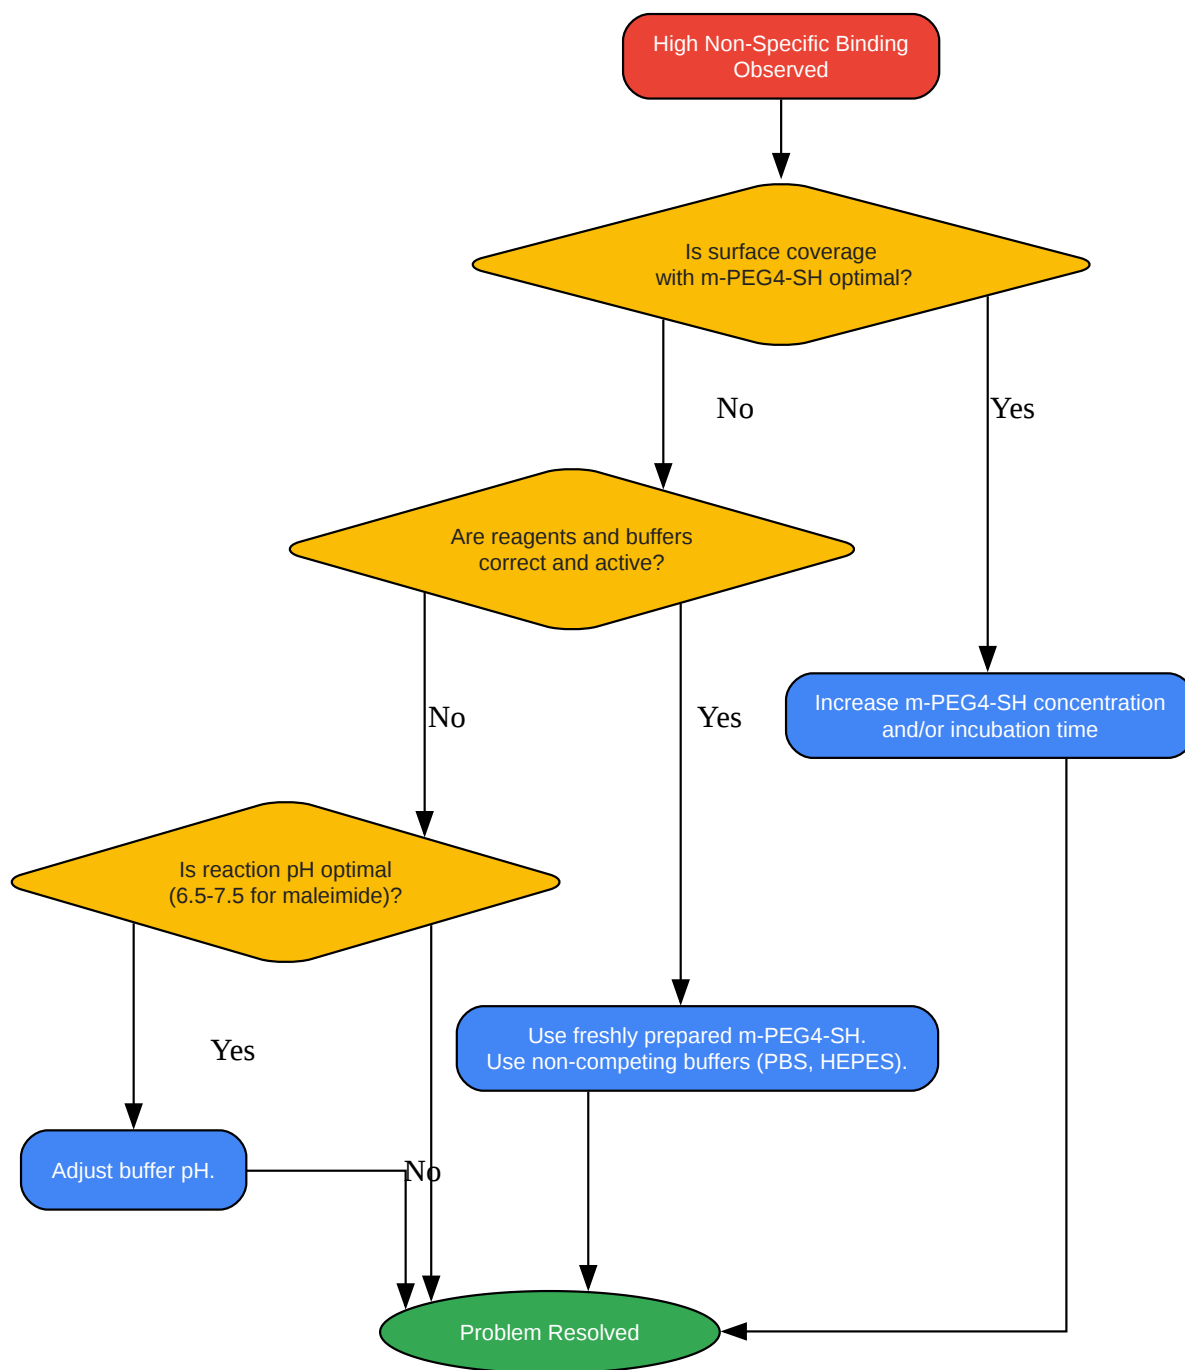 High Non-Specific Binding
Observed
Is surface coverage
with m-PEG4-SH optimal?
No
Yes
Are reagents and buffers
correct and active?
No
Yes
Increase m-PEG4-SH concentration
and/or incubation time
Is reaction pH optimal
(6.5-7.5 for maleimide)?
Yes
Use freshly prepared m-PEG4-SH.
Use non-competing buffers (PBS, HEPES).
Adjust buffer pH.
No
Problem Resolved